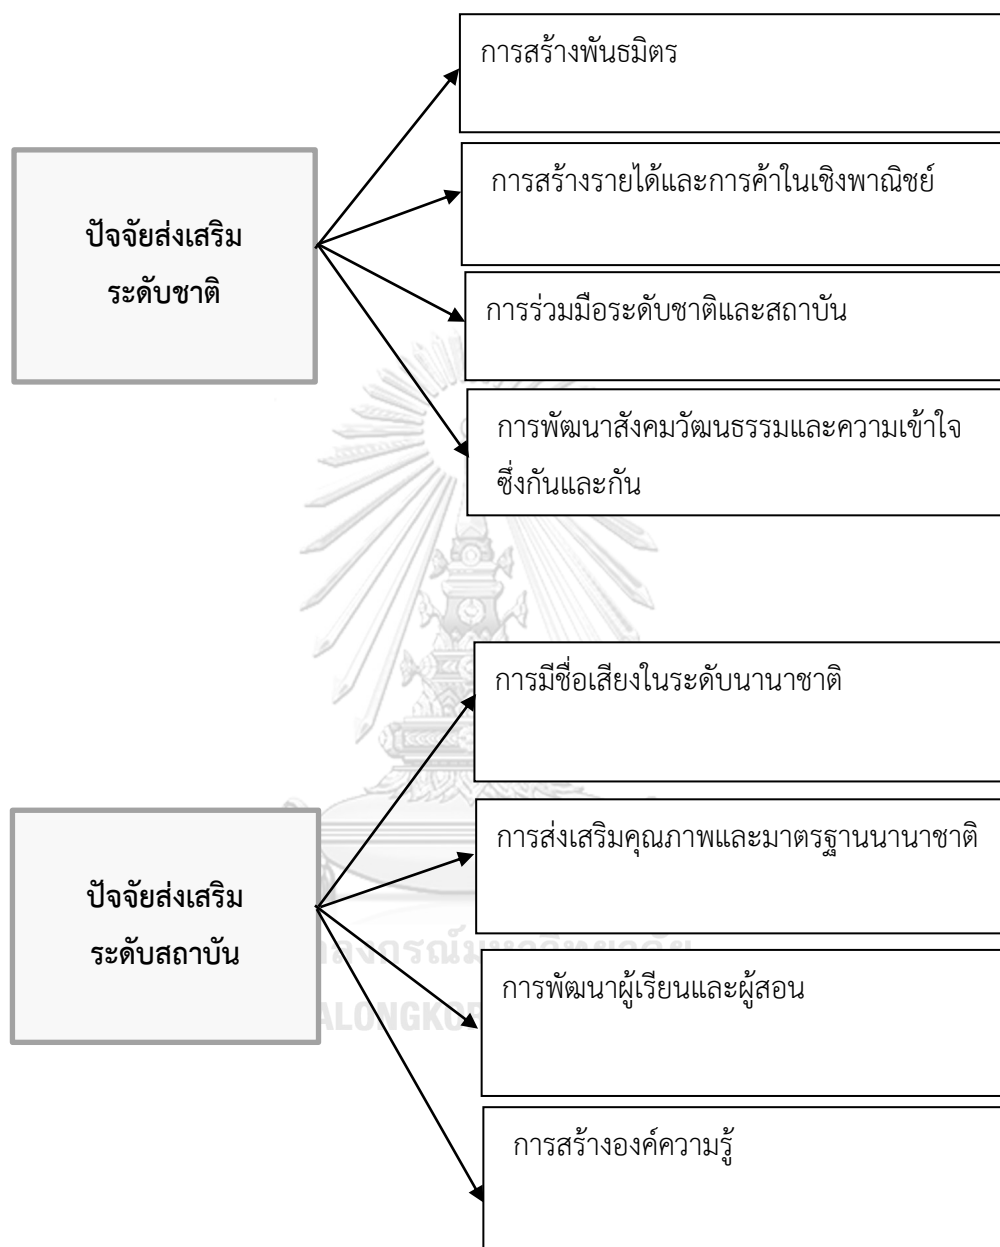 การสร้างพันธมิตร
การสร้างรายได้และการค้าในเชิงพาณิชย์
ปัจจัยส่งเสริม
ระดับชาติ
การร่วมมือระดับชาติและสถาบัน
การพัฒนาสังคมวัฒนธรรมและความเข้าใจ
ซึ่งกันและกัน
การมีชื่อเสียงในระดับนานาชาติ
การส่งเสริมคุณภาพและมาตรฐานนานาชาติ
ปัจจัยส่งเสริม
ระดับสถาบัน
การพัฒนาผู้เรียนและผู้สอน
การสร้างองค์ความรู้